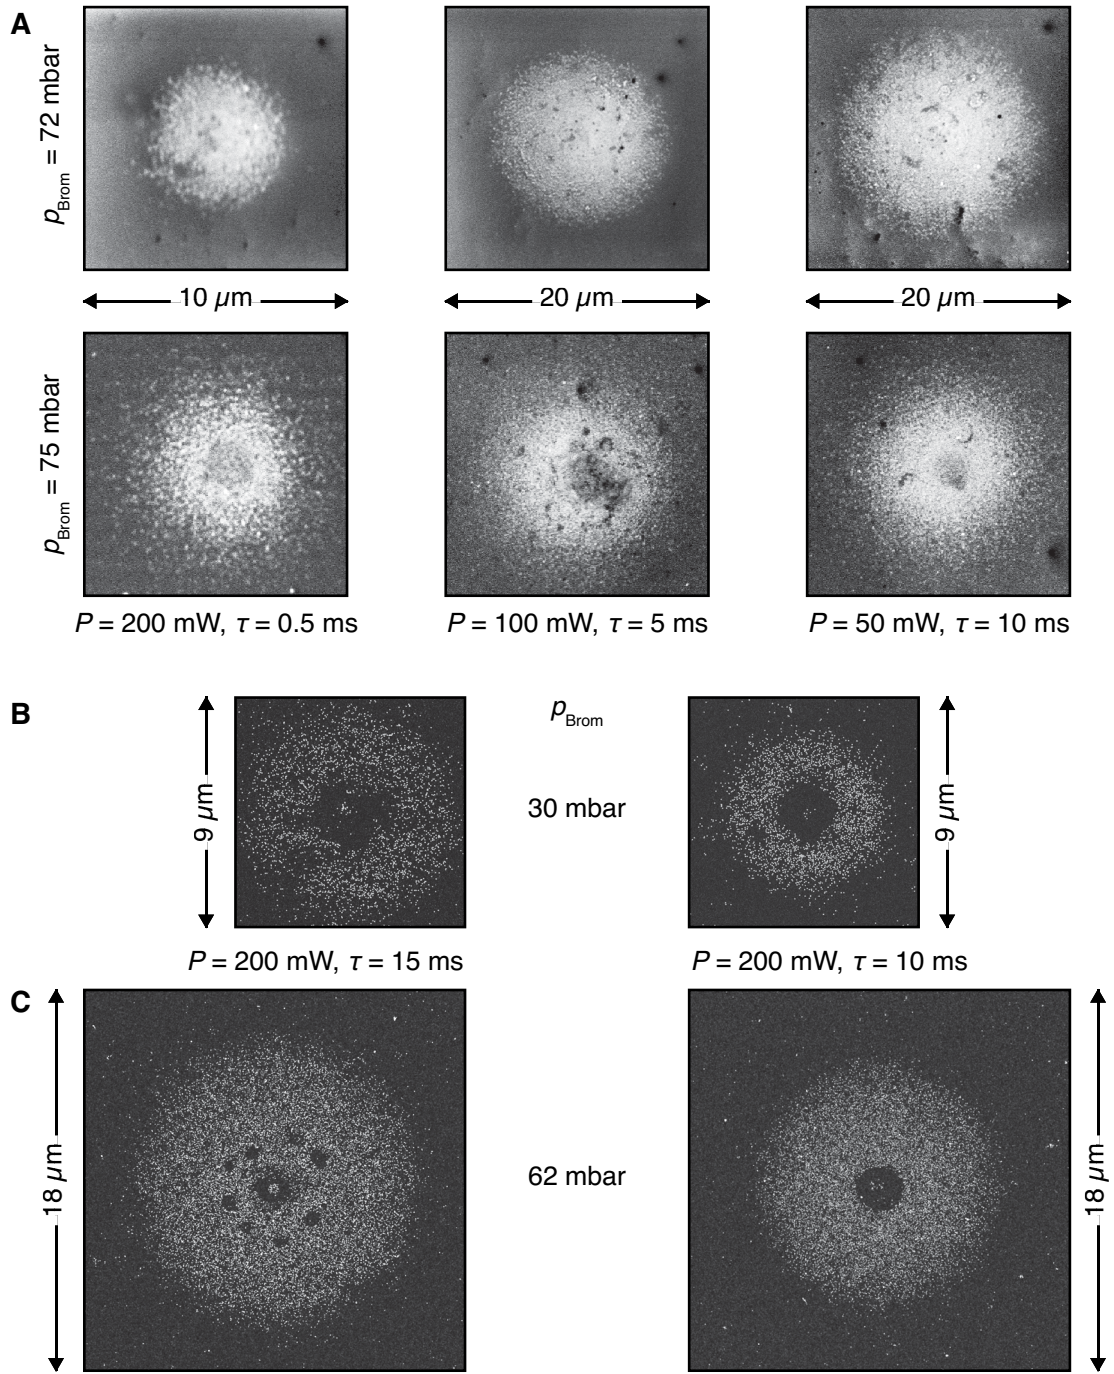 A
p_Brom = 72 mbar
10 µm
20 µm
20 µm
p_Brom = 75 mbar
P = 200 mW, τ = 0.5 ms
P = 100 mW, τ = 5 ms
P = 50 mW, τ = 10 ms
B
p_Brom
9 µm
30 mbar
9 µm
P = 200 mW, τ = 15 ms
P = 200 mW, τ = 10 ms
C
18 µm
62 mbar
18 µm